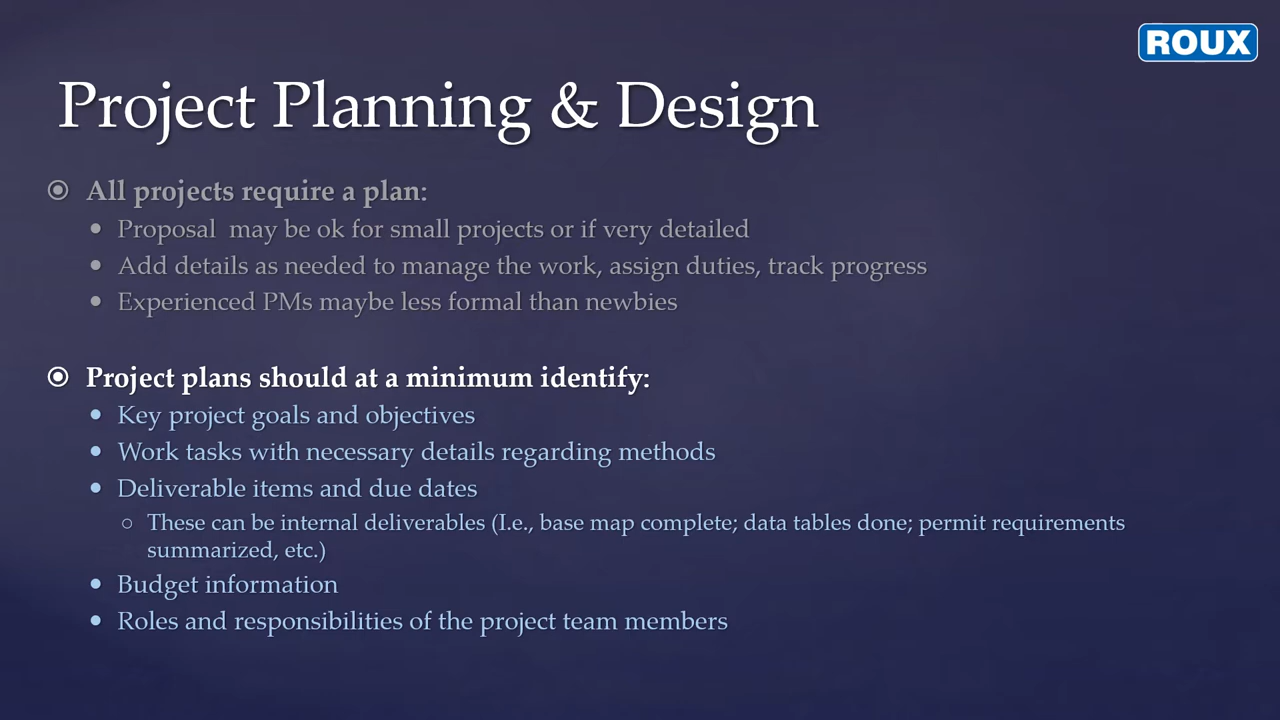 ROUX
Project Planning & Design
All projects require a plan:
Proposal  may be ok for small projects or if very detailed
Add details as needed to manage the work, assign duties, track progress
Experienced PMs maybe less formal than newbies
Project plans should at a minimum identify:
Key project goals and objectives
Work tasks with necessary details regarding methods
Deliverable items and due dates
These can be internal deliverables (I.e., base map complete; data tables done; permit requirements
summarized, etc.)
Budget information
Roles and responsibilities of the project team members